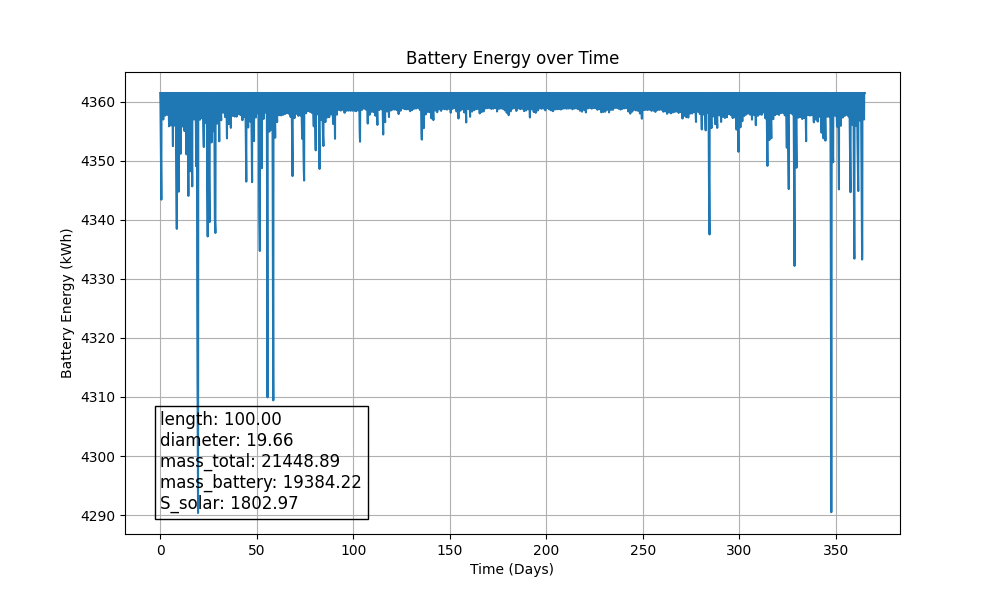 Battery Energy over Time
Battery Energy (kWh)
4360
4350
4340
4330
4320
4310
4300
4290
length: 100.00
diameter: 19.66
mass_total: 21448.89
mass_battery: 19384.22
S_solar: 1802.97
0 50 100 150 200 250 300 350
Time (Days)